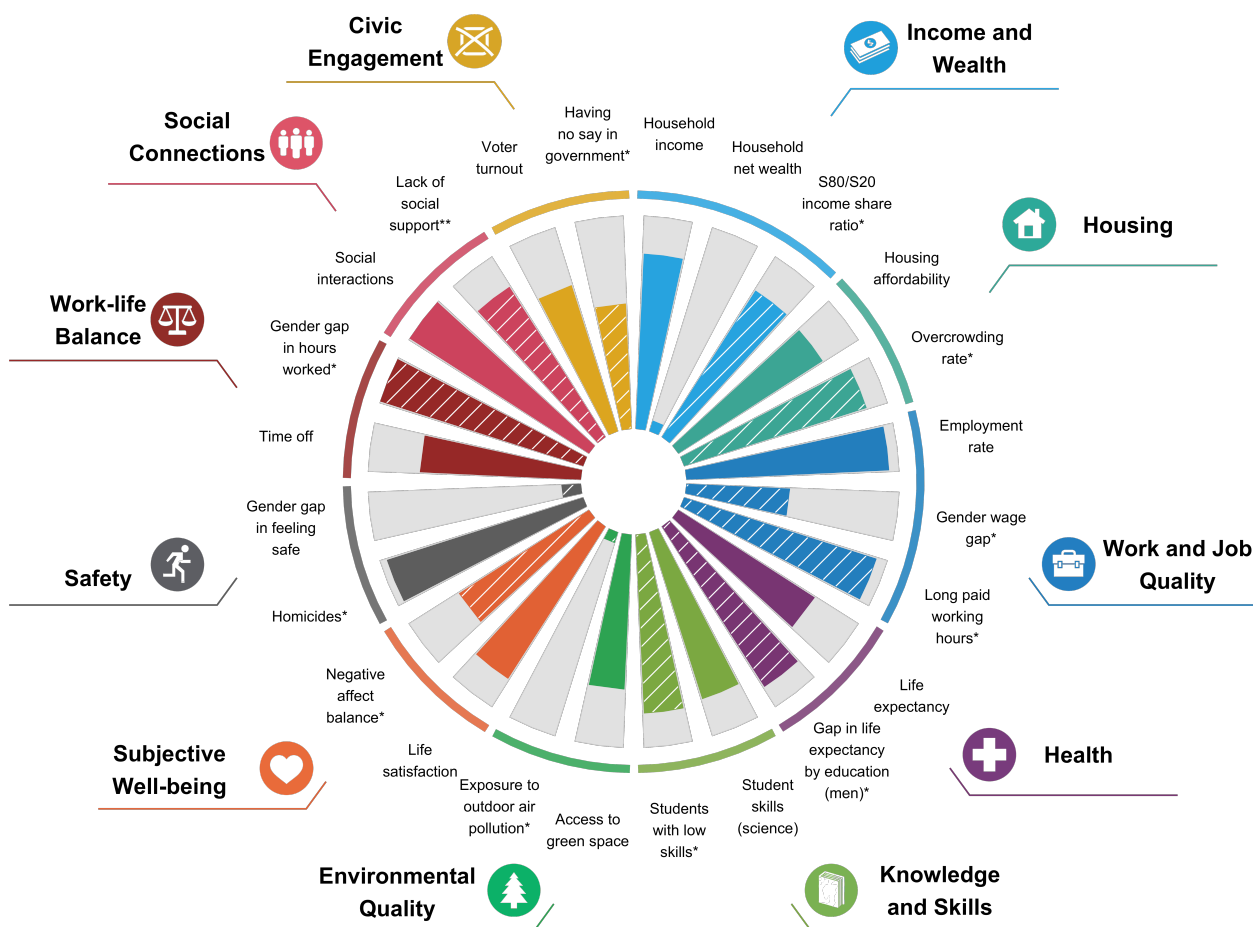 Civic
Engagement
Income and
Wealth
Social
Connections
Having
no say in
government*
Household
income
Voter
turnout
Household
net wealth
Lack of
social
support**
S80/S20
income share
ratio*
Housing
Social
interactions
Housing
affordability
Work-life
Balance
Gender gap
in hours
worked*
Overcrowding
rate*
Time off
Employment
rate
Gender gap
in feeling
safe
Gender wage
gap*
Safety
Work and Job
Quality
Homicides*
Long paid
working
hours*
Negative
affect
balance*
Life
expectancy
Subjective
Well-being
Life
satisfaction
Gap in life
expectancy
by education
(men)*
Health
Exposure to
outdoor air
pollution*
Access to
green space
Students
with low
skills*
Student
skills
(science)
Environmental
Quality
Knowledge
and Skills